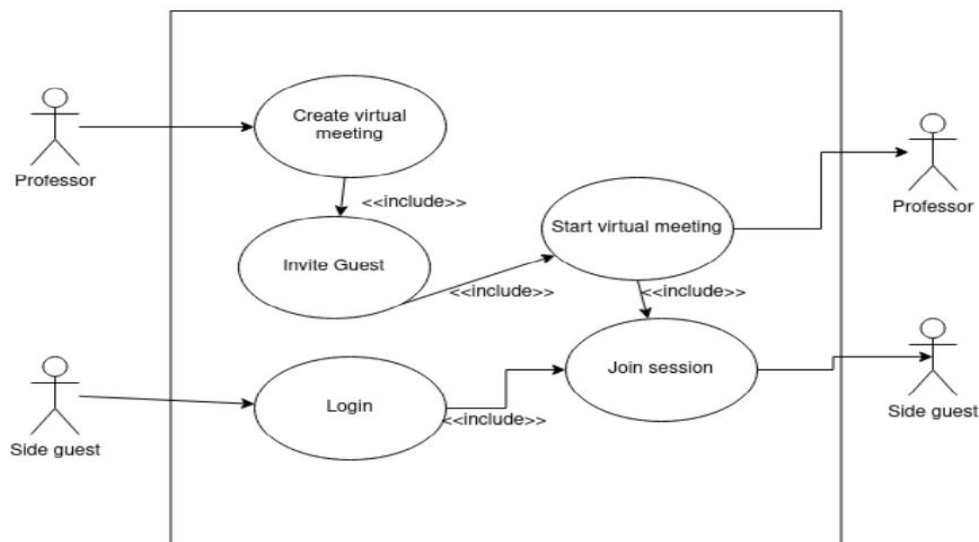 Create virtual
meeting
Professor
<<include>>
Professor
Invite Guest
Start virtual meeting
<<include>>
<<include>>
Join session
Login
<<include>>
Side guest
Side guest